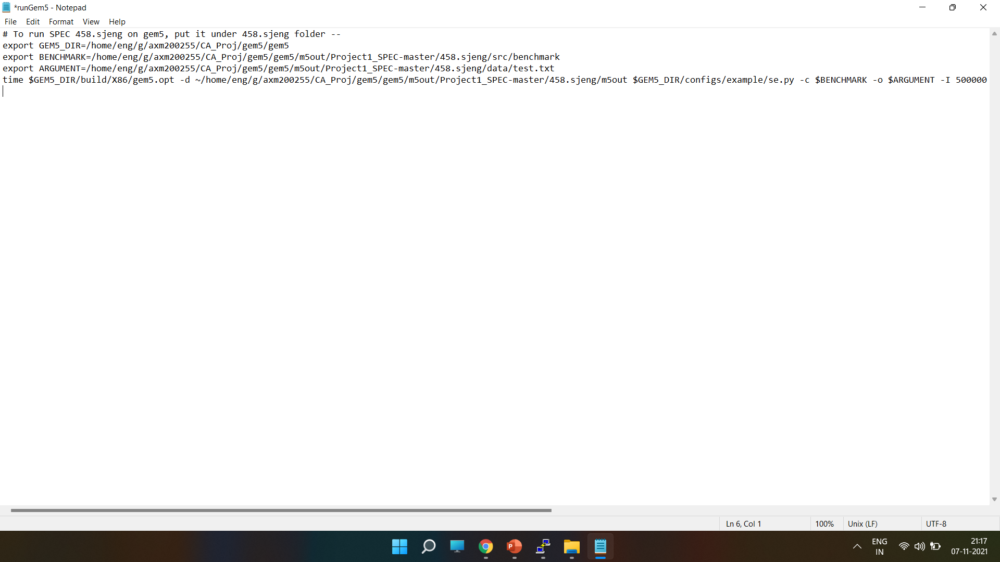 *runGem5 - Notepad
File Edit Format View Help
# To run SPEC 458.sjeng on gem5, put it under 458.sjeng folder --
export GEM5_DIR=/home/eng/g/axm200255/CA_Proj/gem5/gem5
export BENCHMARK=/home/eng/g/axm200255/CA_Proj/gem5/gem5/m5out/Project1_SPEC-master/458.sjeng/src/benchmark
export ARGUMENT=/home/eng/g/axm200255/CA_Proj/gem5/gem5/m5out/Project1_SPEC-master/458.sjeng/data/test.txt
time $GEM5_DIR/build/X86/gem5.opt -d ~/home/eng/g/axm200255/CA_Proj/gem5/gem5/m5out/Project1_SPEC-master/458.sjeng/m5out $GEM5_DIR/configs/example/se.py -c $BENCHMARK -o $ARGUMENT -I 500000
Ln 6, Col 1 100% Unix (LF) UTF-8
P
ENG 21:17
IN 07-11-2021